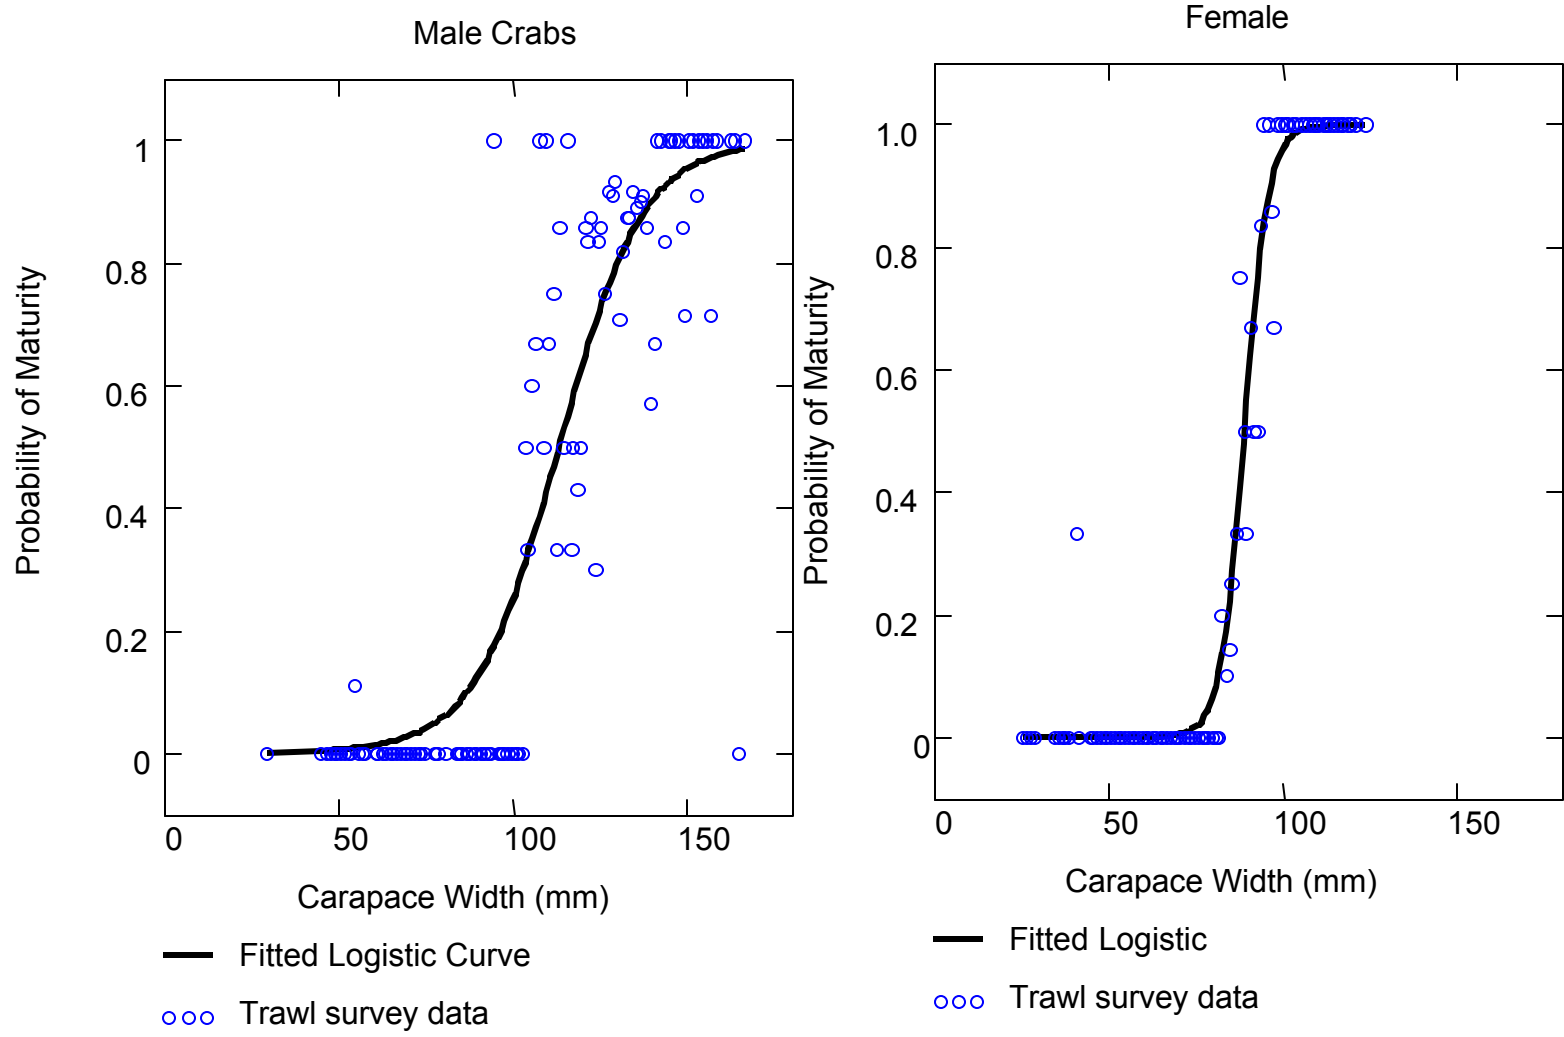 Male Crabs
Probability of Maturity
1
0.8
0.6
0.4
0.2
0
0 50 100 150
Carapace Width (mm)
Fitted Logistic Curve
Trawl survey data
Female
Probability of Maturity
1.0
0.8
0.6
0.4
0.2
0
0 50 100 150
Carapace Width (mm)
Fitted Logistic
Trawl survey data